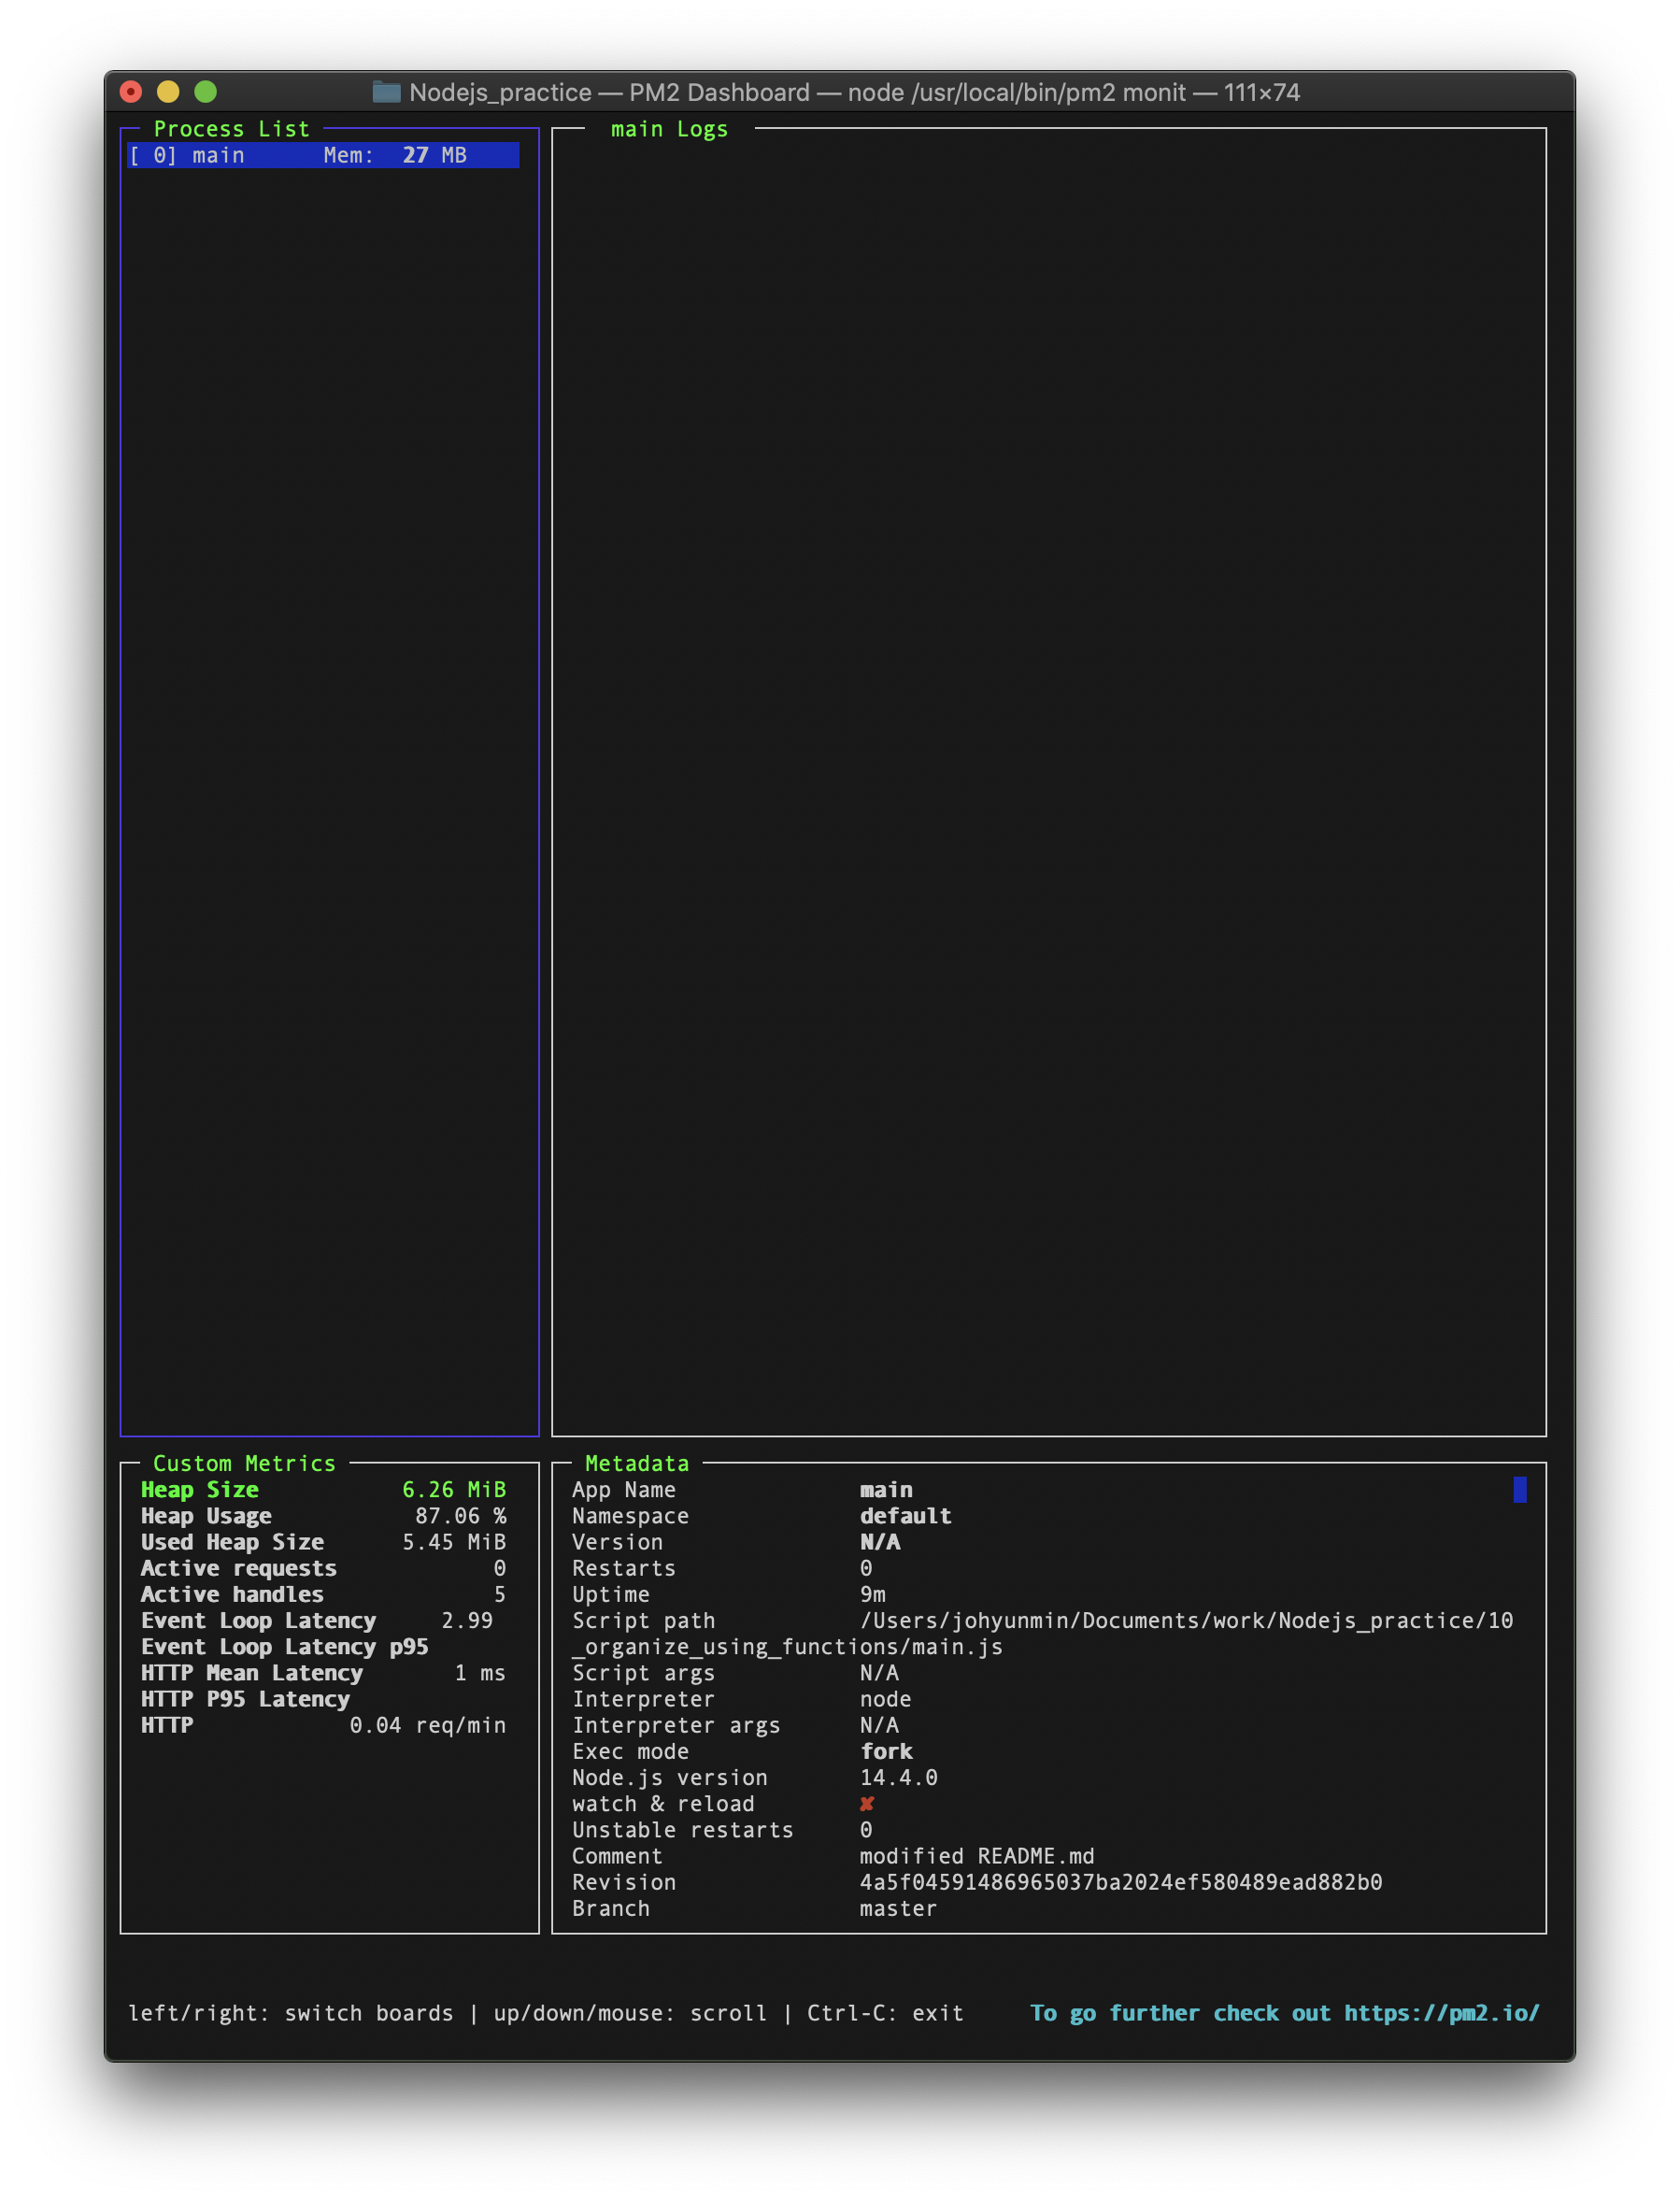 Nodejs_practice — PM2 Dashboard — node /usr/local/bin/pm2 monit — 111×74
Process List
[ 0] main Mem: 27 MB
main Logs
Custom Metrics
Heap Size 6.26 MiB
Heap Usage 87.06 %
Used Heap Size 5.45 MiB
Active requests 0
Active handles 5
Event Loop Latency 2.99
Event Loop Latency p95
HTTP Mean Latency 1 ms
HTTP P95 Latency
HTTP 0.04 req/min
Metadata
App Name main
Namespace default
Version N/A
Restarts 0
Uptime 9m
Script path /Users/johyunmin/Documents/work/Nodejs_practice/10
_organize_using_functions/main.js
Script args N/A
Interpreter node
Interpreter args N/A
Exec mode fork
Node.js version 14.4.0
watch & reload ✘
Unstable restarts 0
Comment modified README.md
Revision 4a5f04591486965037ba2024ef580489ead882b0
Branch master
left/right: switch boards | up/down/mouse: scroll | Ctrl-C: exit To go further check out https://pm2.io/